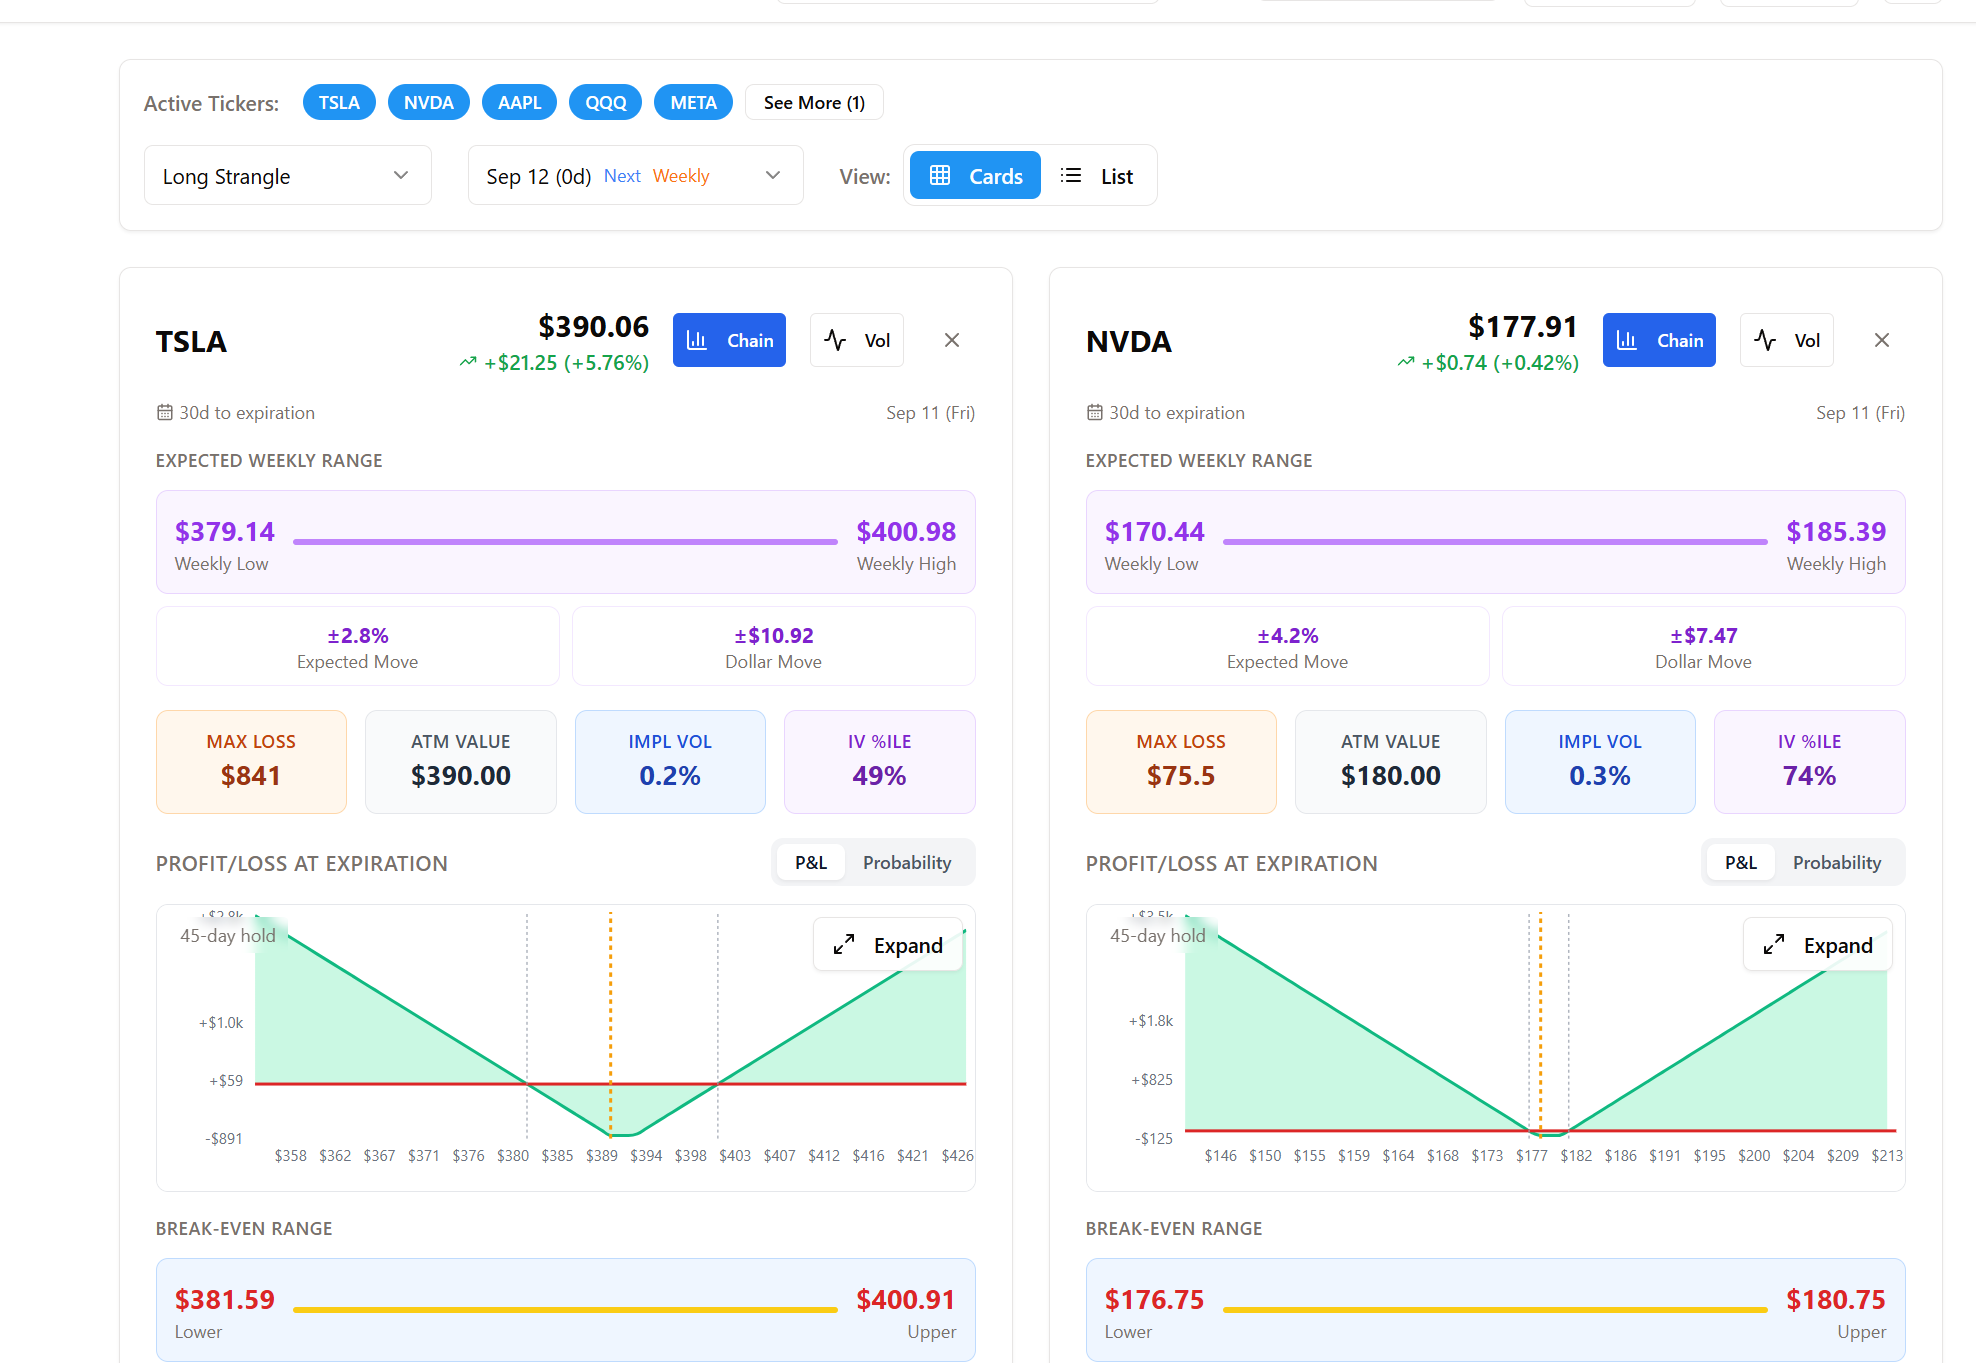 Active Tickers: TSLA NVDA AAPL QQQ META See More (1)
Long Strangle Sep 12 (0d) Next Weekly View: Cards List
TSLA
$390.06
+$21.25 (+5.76%)
Chain
Vol
30d to expiration
Sep 11 (Fri)
EXPECTED WEEKLY RANGE
$379.14
Weekly Low
$400.98
Weekly High
±2.8%
Expected Move
±$10.92
Dollar Move
MAX LOSS
$841
ATM VALUE
$390.00
IMPL VOL
0.2%
IV %ILE
49%
PROFIT/LOSS AT EXPIRATION
P&L Probability
45-day hold
Expand
+$1.0k
+$59
-$891
$358 $362 $367 $371 $376 $380 $385 $389 $394 $398 $403 $407 $412 $416 $421 $426
BREAK-EVEN RANGE
$381.59
Lower
$400.91
Upper
NVDA
$177.91
+$0.74 (+0.42%)
Chain
Vol
30d to expiration
Sep 11 (Fri)
EXPECTED WEEKLY RANGE
$170.44
Weekly Low
$185.39
Weekly High
±4.2%
Expected Move
±$7.47
Dollar Move
MAX LOSS
$75.5
ATM VALUE
$180.00
IMPL VOL
0.3%
IV %ILE
74%
PROFIT/LOSS AT EXPIRATION
P&L Probability
45-day hold
Expand
+$1.8k
+$825
-$125
$146 $150 $155 $159 $164 $168 $173 $177 $182 $186 $191 $195 $200 $204 $209 $213
BREAK-EVEN RANGE
$176.75
Lower
$180.75
Upper